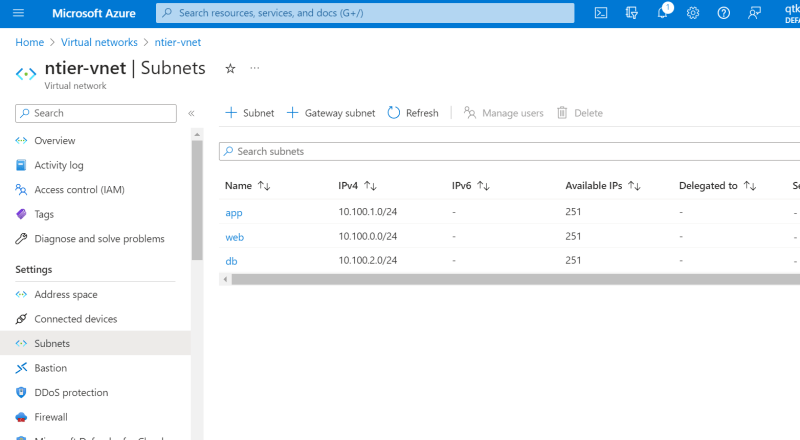 Microsoft Azure
Search resources, services, and docs (G+/)
1
qtk
DEFA
Home > Virtual networks > ntier-vnet
ntier-vnet | Subnets
Virtual network
Search
+ Subnet + Gateway subnet Refresh Manage users Delete
Overview
Activity log
Access control (IAM)
Tags
Diagnose and solve problems
Settings
Address space
Connected devices
Subnets
Bastion
DDoS protection
Firewall
Microsoft Defender for Cloud
Search subnets
Name IPv4 IPv6 Available IPs Delegated to Se
app 10.100.1.0/24 - 251 - -
web 10.100.0.0/24 - 251 - -
db 10.100.2.0/24 - 251 - -